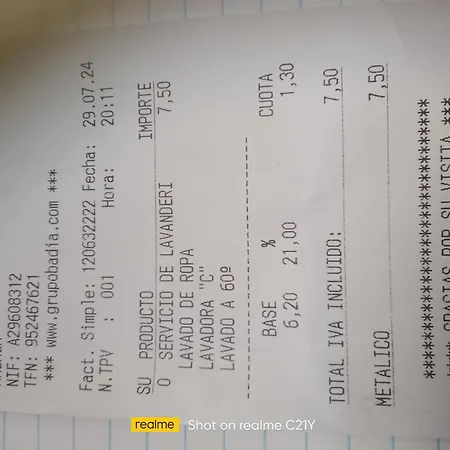 NIF: A29608312
TFN: 952467621
*** www.grupobadia.com ***
Fact. Simple: 120632222 Fecha: 29.07.24
N.TPV : 001 Hora: 20:11
SU PRODUCTO IMPORTE
O SERVICIO DE LAVANDERI 7,50
LAVADO DE ROPA
LAVADORA "C"
LAVADO A 60º
BASE % CUOTA
6,20 21,00 1,30
TOTAL IVA INCLUIDO: 7,50
METALICO 7,50
**************************
**** GRACIAS POR SU VISITA ***
realme Shot on realme C21Y